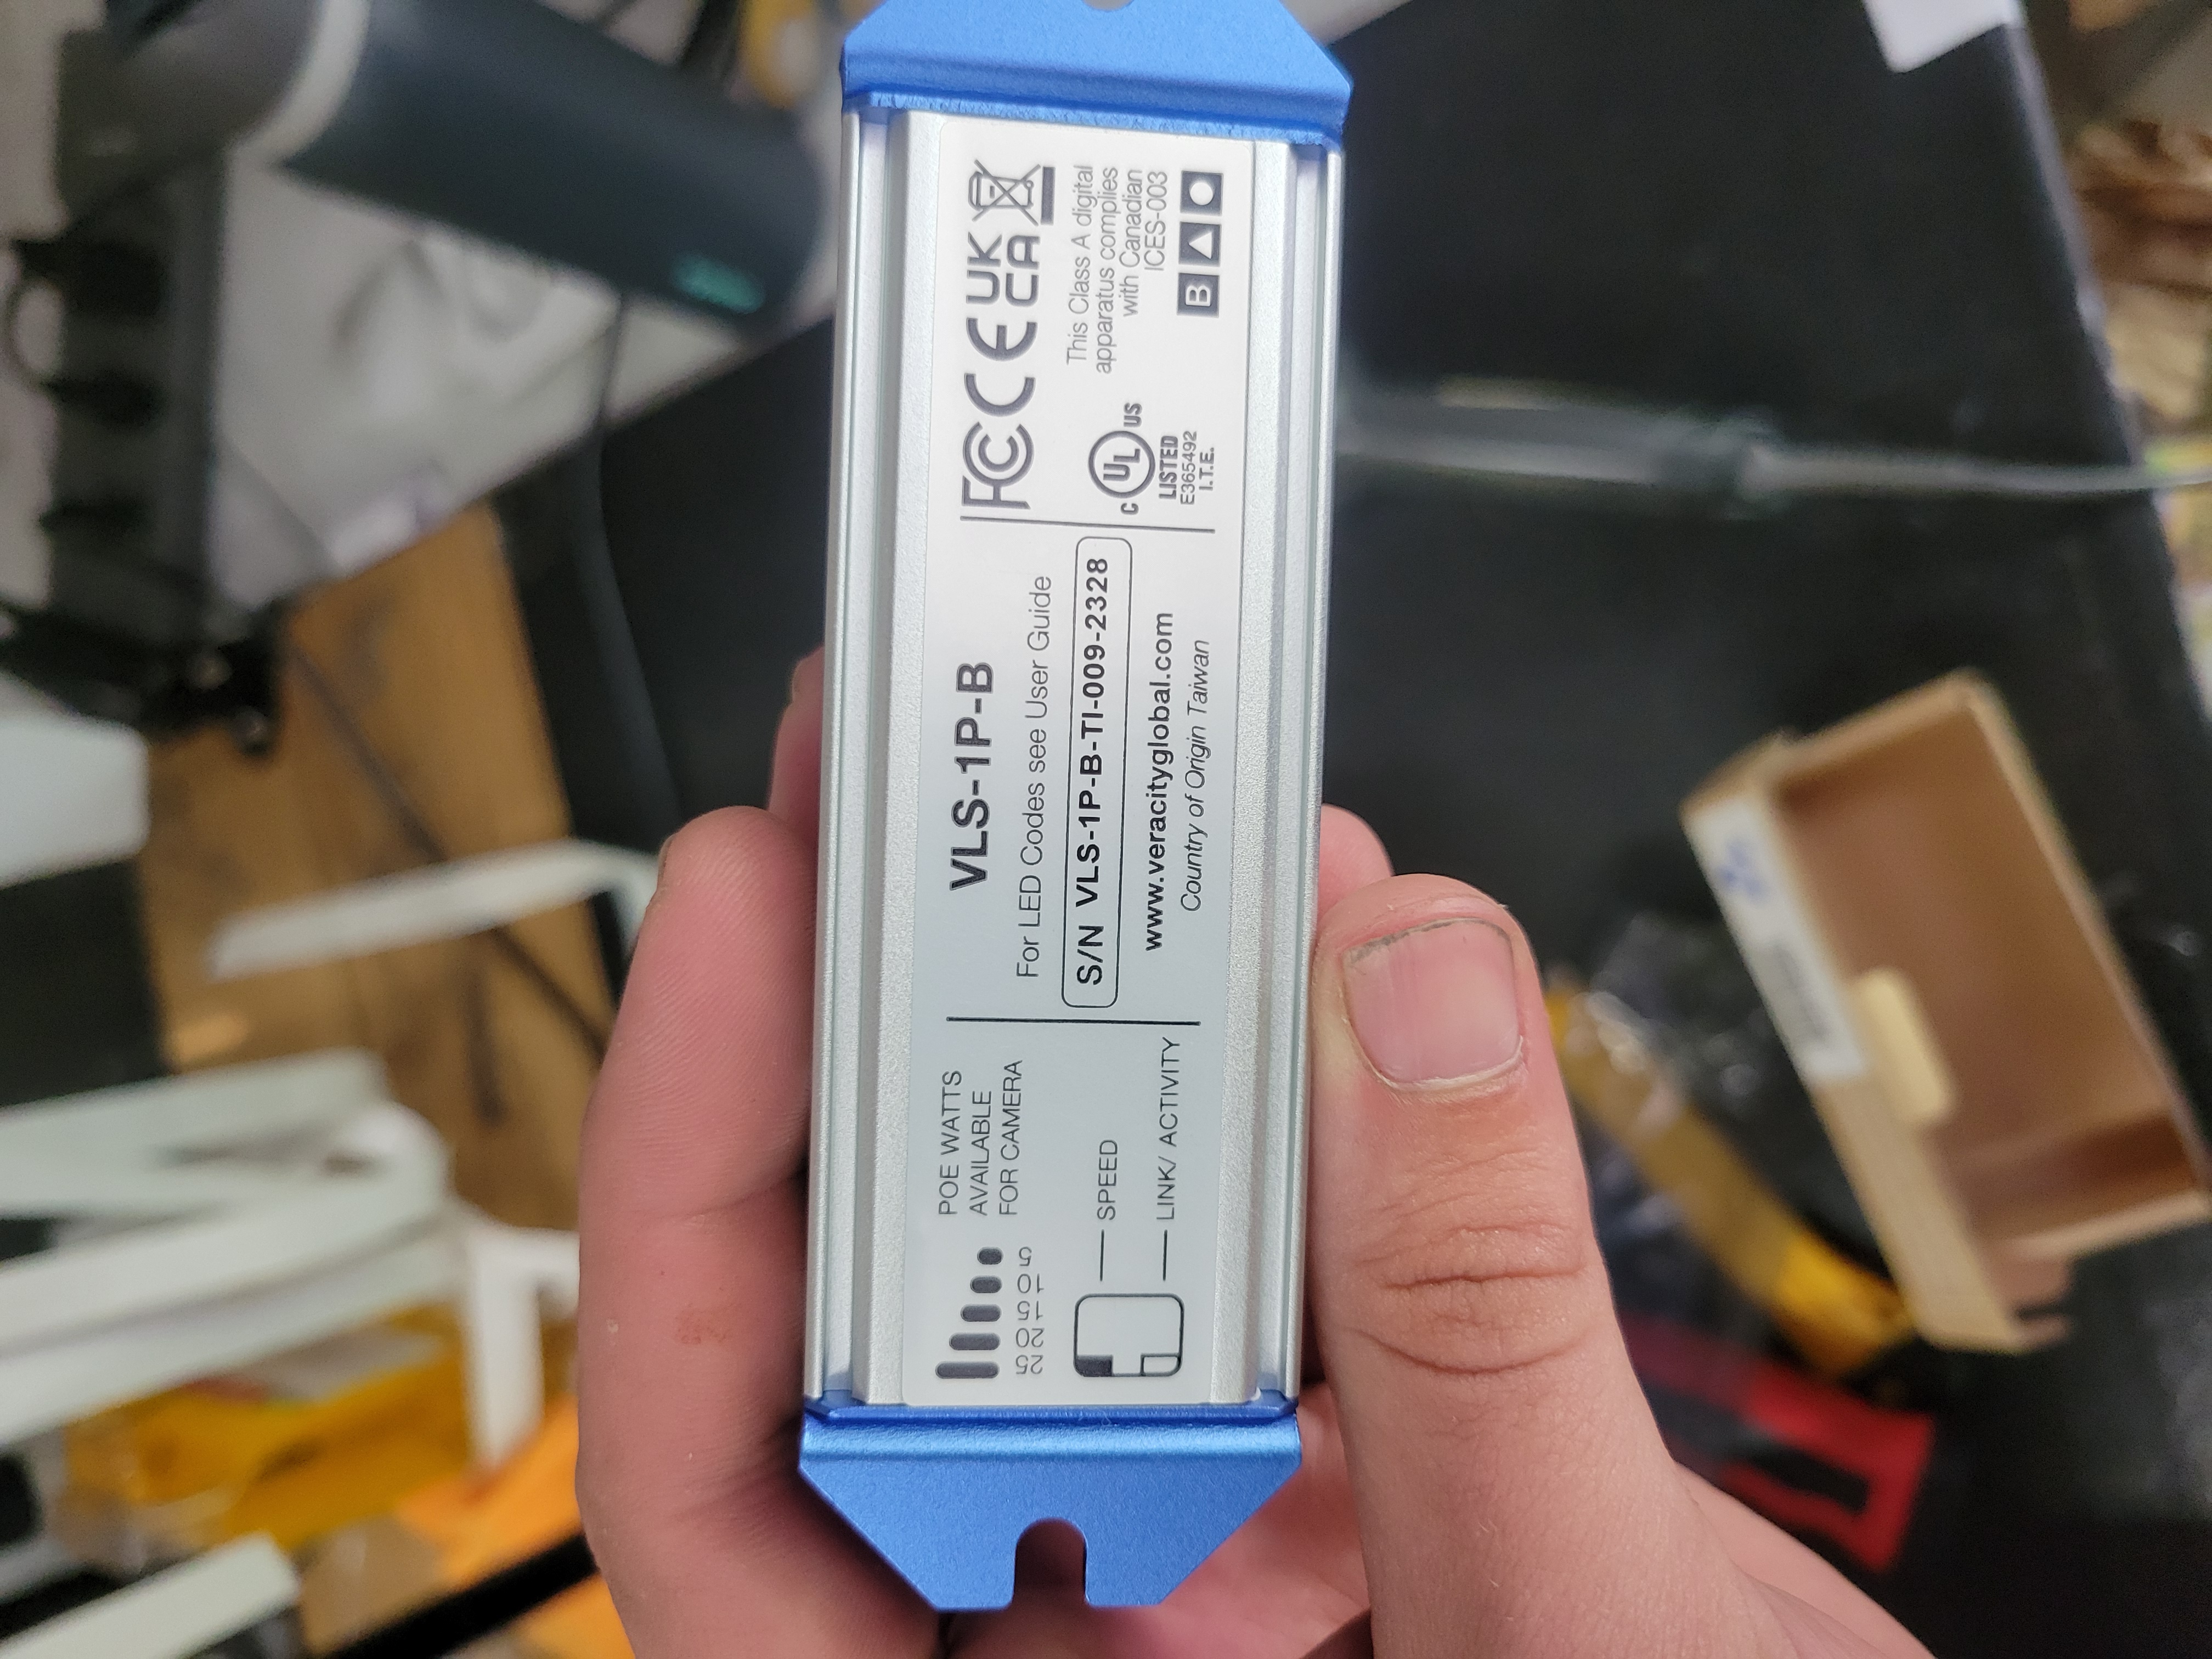 25
20
15
10
5
POE WATTS
AVAILABLE
FOR CAMERA
SPEED
LINK/ ACTIVITY
VLS-1P-B
For LED Codes see User Guide
S/N VLS-1P-B-TI-009-2328
www.veracityglobal.com
Country of Origin Taiwan
FC CE UK
CA
c UL US
LISTED
E365492
I.T.E.
This Class A digital
apparatus complies
with Canadian
ICES-003
B